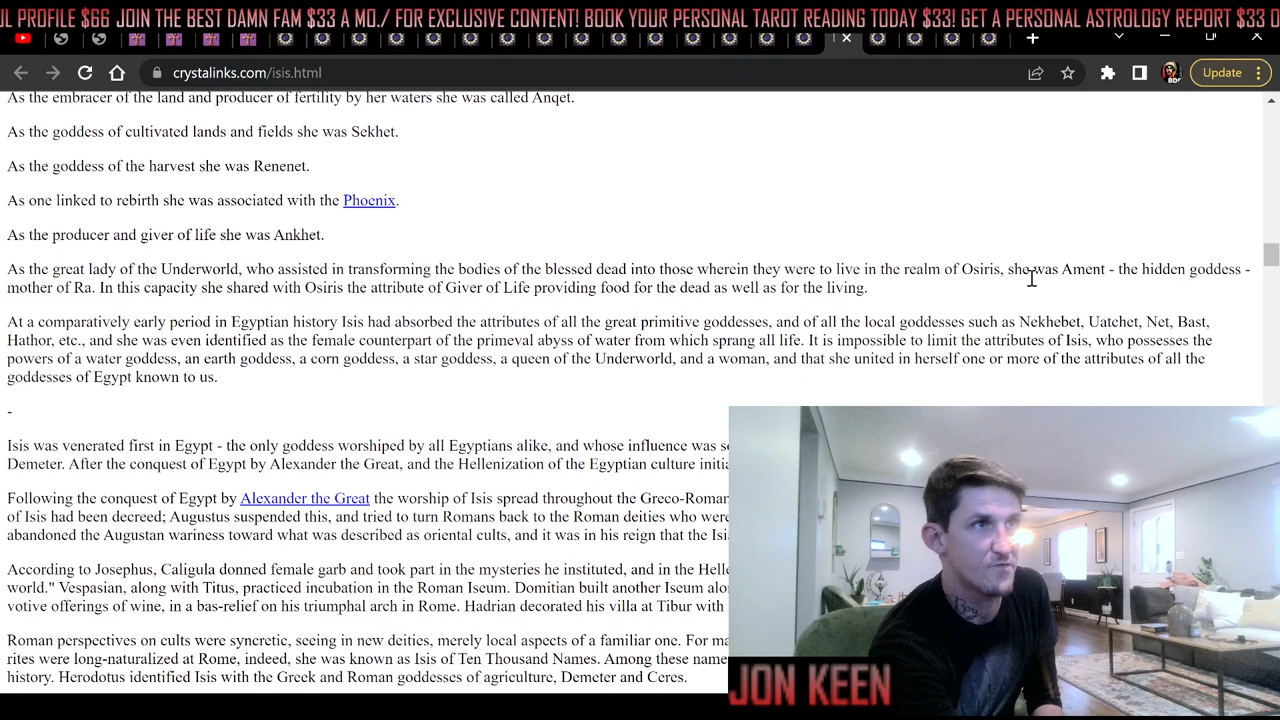 UL PROFILE $66 JOIN THE BEST DAMN FAM $33 A MO./ FOR EXCLUSIVE CONTENT! BOOK YOUR PERSONAL TAROT READING TODAY $33! GET A PERSONAL ASTROLOGY REPORT $33 O
crystalinks.com/isis.html
Update
As the embracer of the land and producer of fertility by her waters she was called Anqet.
As the goddess of cultivated lands and fields she was Sekhet.
As the goddess of the harvest she was Renenet.
As one linked to rebirth she was associated with the Phoenix.
As the producer and giver of life she was Ankhet.
As the great lady of the Underworld, who assisted in transforming the bodies of the blessed dead into those wherein they were to live in the realm of Osiris, she was Ament - the hidden goddess -
mother of Ra. In this capacity she shared with Osiris the attribute of Giver of Life providing food for the dead as well as for the living.
At a comparatively early period in Egyptian history Isis had absorbed the attributes of all the great primitive goddesses, and of all the local goddesses such as Nekhebet, Uatchet, Net, Bast,
Hathor, etc., and she was even identified as the female counterpart of the primeval abyss of water from which sprang all life. It is impossible to limit the attributes of Isis, who possesses the
powers of a water goddess, an earth goddess, a corn goddess, a star goddess, a queen of the Underworld, and a woman, and that she united in herself one or more of the attributes of all the
goddesses of Egypt known to us.
-
Isis was venerated first in Egypt - the only goddess worshiped by all Egyptians alike, and whose influence was s
Demeter. After the conquest of Egypt by Alexander the Great, and the Hellenization of the Egyptian culture initia
Following the conquest of Egypt by Alexander the Great the worship of Isis spread throughout the Greco-Roman
of Isis had been decreed; Augustus suspended this, and tried to turn Romans back to the Roman deities who were
abandoned the Augustan wariness toward what was described as oriental cults, and it was in his reign that the Isi
According to Josephus, Caligula donned female garb and took part in the mysteries he instituted, and in the Helle
world." Vespasian, along with Titus, practiced incubation in the Roman Iseum. Domitian built another Iseum alo
votive offerings of wine, in a bas-relief on his triumphal arch in Rome. Hadrian decorated his villa at Tibur with
Roman perspectives on cults were syncretic, seeing in new deities, merely local aspects of a familiar one. For ma
rites were long-naturalized at Rome, indeed, she was known as Isis of Ten Thousand Names. Among these name
history. Herodotus identified Isis with the Greek and Roman goddesses of agriculture, Demeter and Ceres.
Boy
JON KEEN